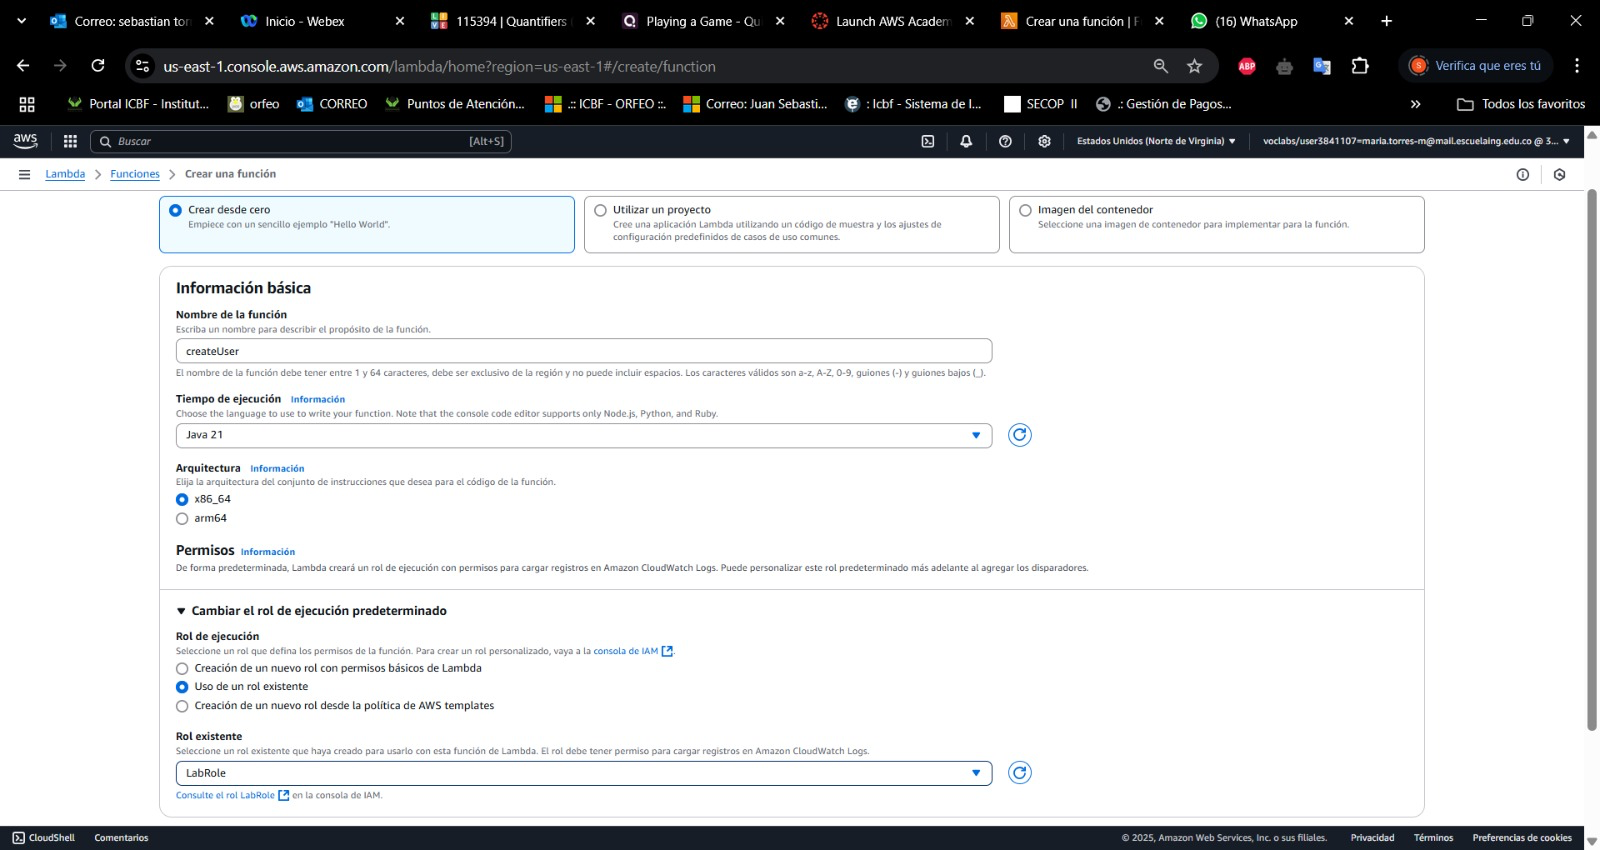 Correo: sebastian tor
Inicio - Webex
115394 | Quantifiers
Playing a Game - Qu
Launch AWS Academ
Crear una función | F
(16) WhatsApp
us-east-1.console.aws.amazon.com/lambda/home?region=us-east-1#/create/function
ABP
S Verifica que eres tú
Portal ICBF - Institut...
orfeo
CORREO
Puntos de Atención...
.:: ICBF - ORFEO ::.
Correo: Juan Sebasti...
: Icbf - Sistema de I...
SECOP II
.: Gestión de Pagos...
»
Todos los favoritos
aws
Buscar
[Alt+S]
Estados Unidos (Norte de Virginia)
voclabs/user3841107=maria.torres-m@mail.escuelaing.edu.co @ 3...
Lambda > Funciones > Crear una función
Crear desde cero
Empiece con un sencillo ejemplo "Hello World".
Utilizar un proyecto
Cree una aplicación Lambda utilizando un código de muestra y los ajustes de
configuración predefinidos de casos de uso comunes.
Imagen del contenedor
Seleccione una imagen de contenedor para implementar para la función.
Información básica
Nombre de la función
Escriba un nombre para describir el propósito de la función.
createUser
El nombre de la función debe tener entre 1 y 64 caracteres, debe ser exclusivo de la región y no puede incluir espacios. Los caracteres válidos son a-z, A-Z, 0-9, guiones (-) y guiones bajos (_).
Tiempo de ejecución Información
Choose the language to use to write your function. Note that the console code editor supports only Node.js, Python, and Ruby.
Java 21
Arquitectura Información
Elija la arquitectura del conjunto de instrucciones que desea para el código de la función.
x86_64
arm64
Permisos Información
De forma predeterminada, Lambda creará un rol de ejecución con permisos para cargar registros en Amazon CloudWatch Logs. Puede personalizar este rol predeterminado más adelante al agregar los disparadores.
Cambiar el rol de ejecución predeterminado
Rol de ejecución
Seleccione un rol que defina los permisos de la función. Para crear un rol personalizado, vaya a la consola de IAM.
Creación de un nuevo rol con permisos básicos de Lambda
Uso de un rol existente
Creación de un nuevo rol desde la política de AWS templates
Rol existente
Seleccione un rol existente que haya creado para usarlo con esta función de Lambda. El rol debe tener permiso para cargar registros en Amazon CloudWatch Logs.
LabRole
Consulte el rol LabRole en la consola de IAM.
CloudShell
Comentarios
© 2025, Amazon Web Services, Inc. o sus filiales.
Privacidad
Términos
Preferencias de cookies